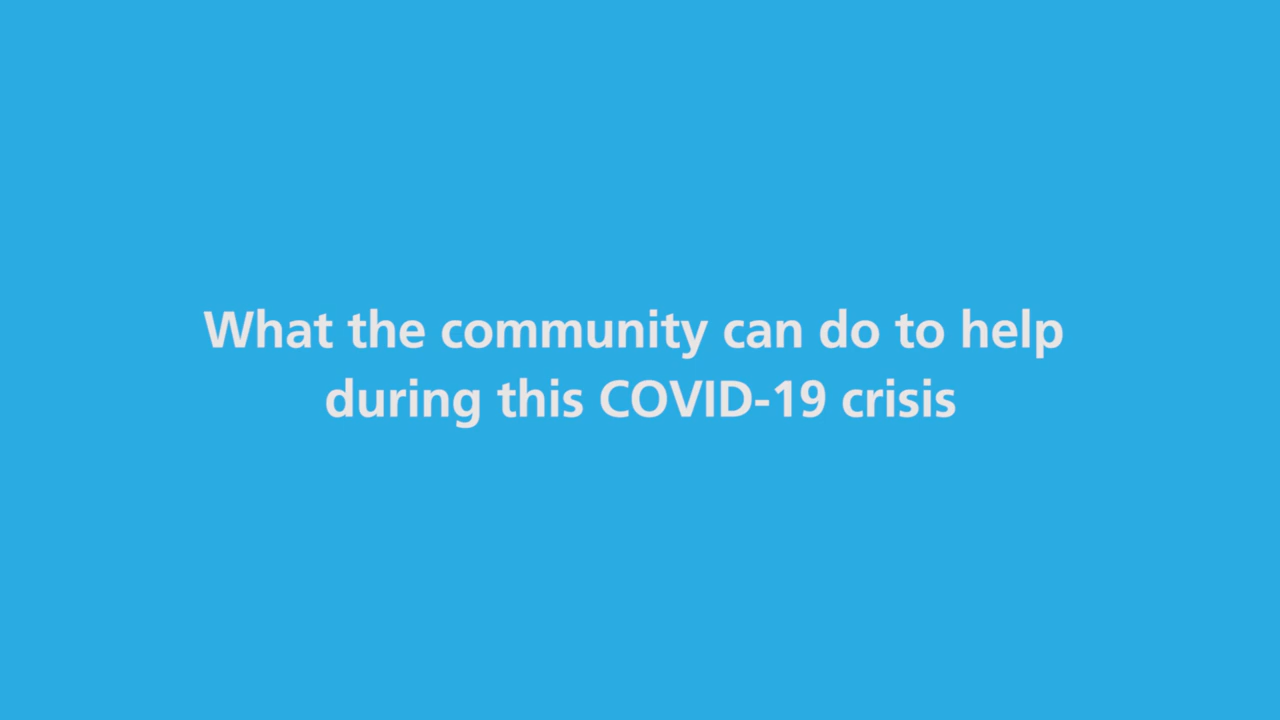 What the community can do to help
during this COVID-19 crisis